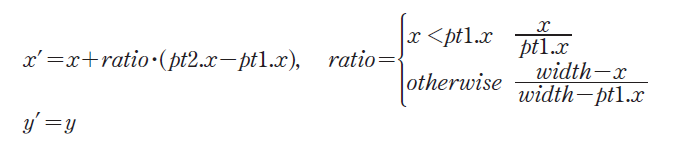 x′=x+ratio·(pt2.x−pt1.x), ratio={x<pt1.x x/pt1.x
otherwise (width−x)/(width−pt1.x)
y′=y